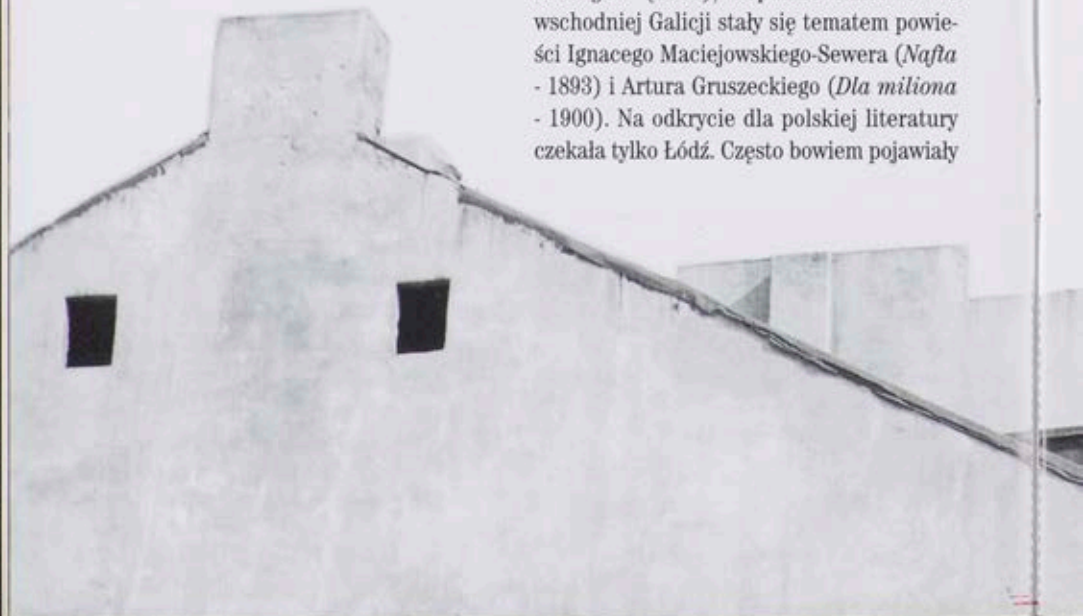 wschodniej Galicji stały się tematem powie-
ści Ignacego Maciejowskiego-Sewera (Nafta
- 1893) i Artura Gruszeckiego (Dla miliona
- 1900). Na odkrycie dla polskiej literatury
czekała tylko Łódź. Często bowiem pojawiały